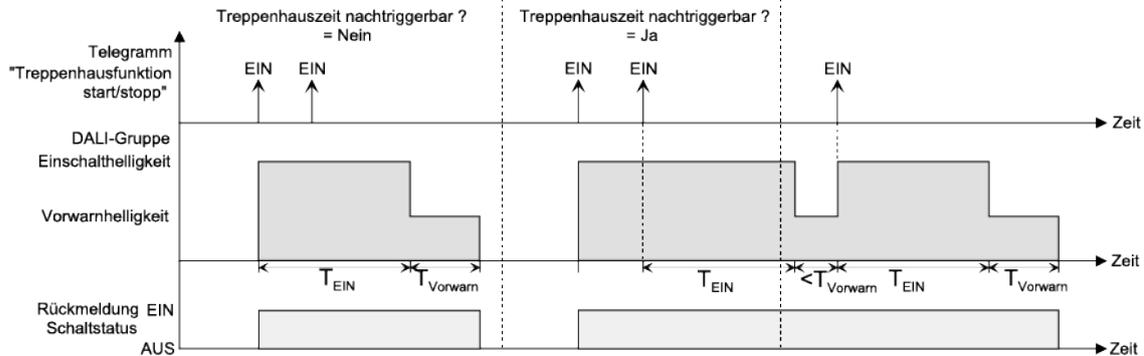 Treppenhauszeit nachtriggerbar ?
= Nein
Treppenhauszeit nachtriggerbar ?
= Ja
Telegramm
"Treppenhausfunktion
start/stopp"
EIN
EIN
EIN
EIN
EIN
Zeit
DALI-Gruppe
Einschalthelligkeit
Vorwarnhelligkeit
Zeit
TEIN
TVorwarn
TEIN
<TVorwarn
TEIN
TVorwarn
Rückmeldung EIN
Schaltstatus
AUS
Zeit